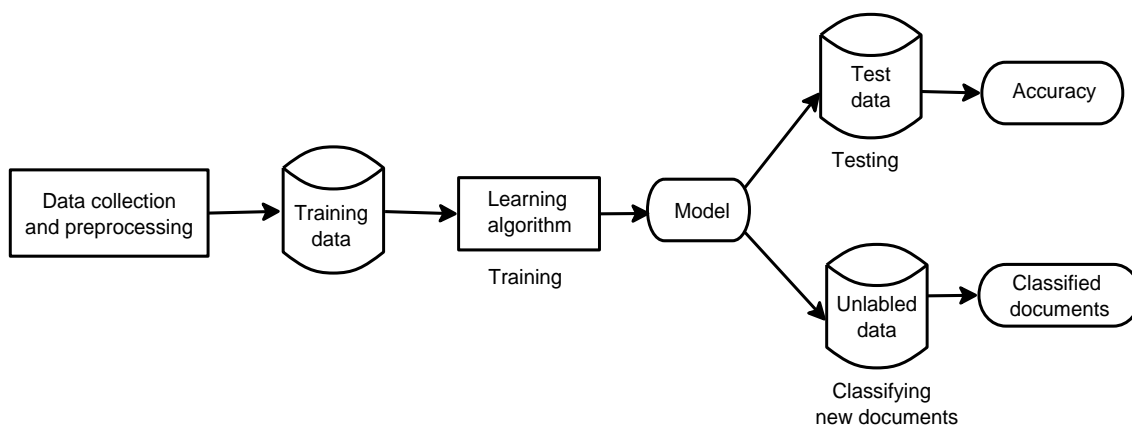 Data collection
and preprocessing
Training
data
Learning
algorithm
Training
Model
Test
data
Testing
Accuracy
Unlabled
data
Classifying
new documents
Classified
documents